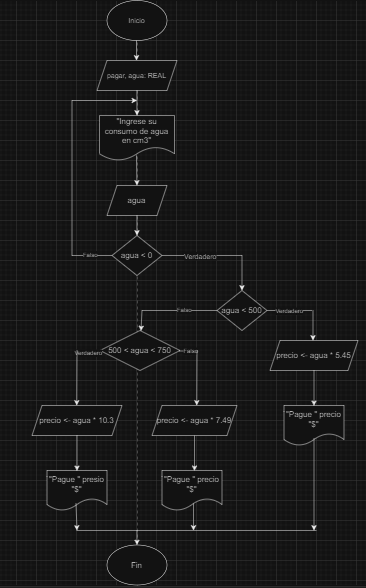 Inicio
pagar, agua: REAL
"Ingrese su
consumo de agua
en cm3"
agua
agua < 0
Falso
Verdadero
agua < 500
Falso
Verdadero
500 < agua < 750
Verdadero
Falso
precio <- agua * 5.45
precio <- agua * 10.3
precio <- agua * 7.49
"Pague " precio
"$"
"Pague " presio
"$"
"Pague " precio
"$"
Fin